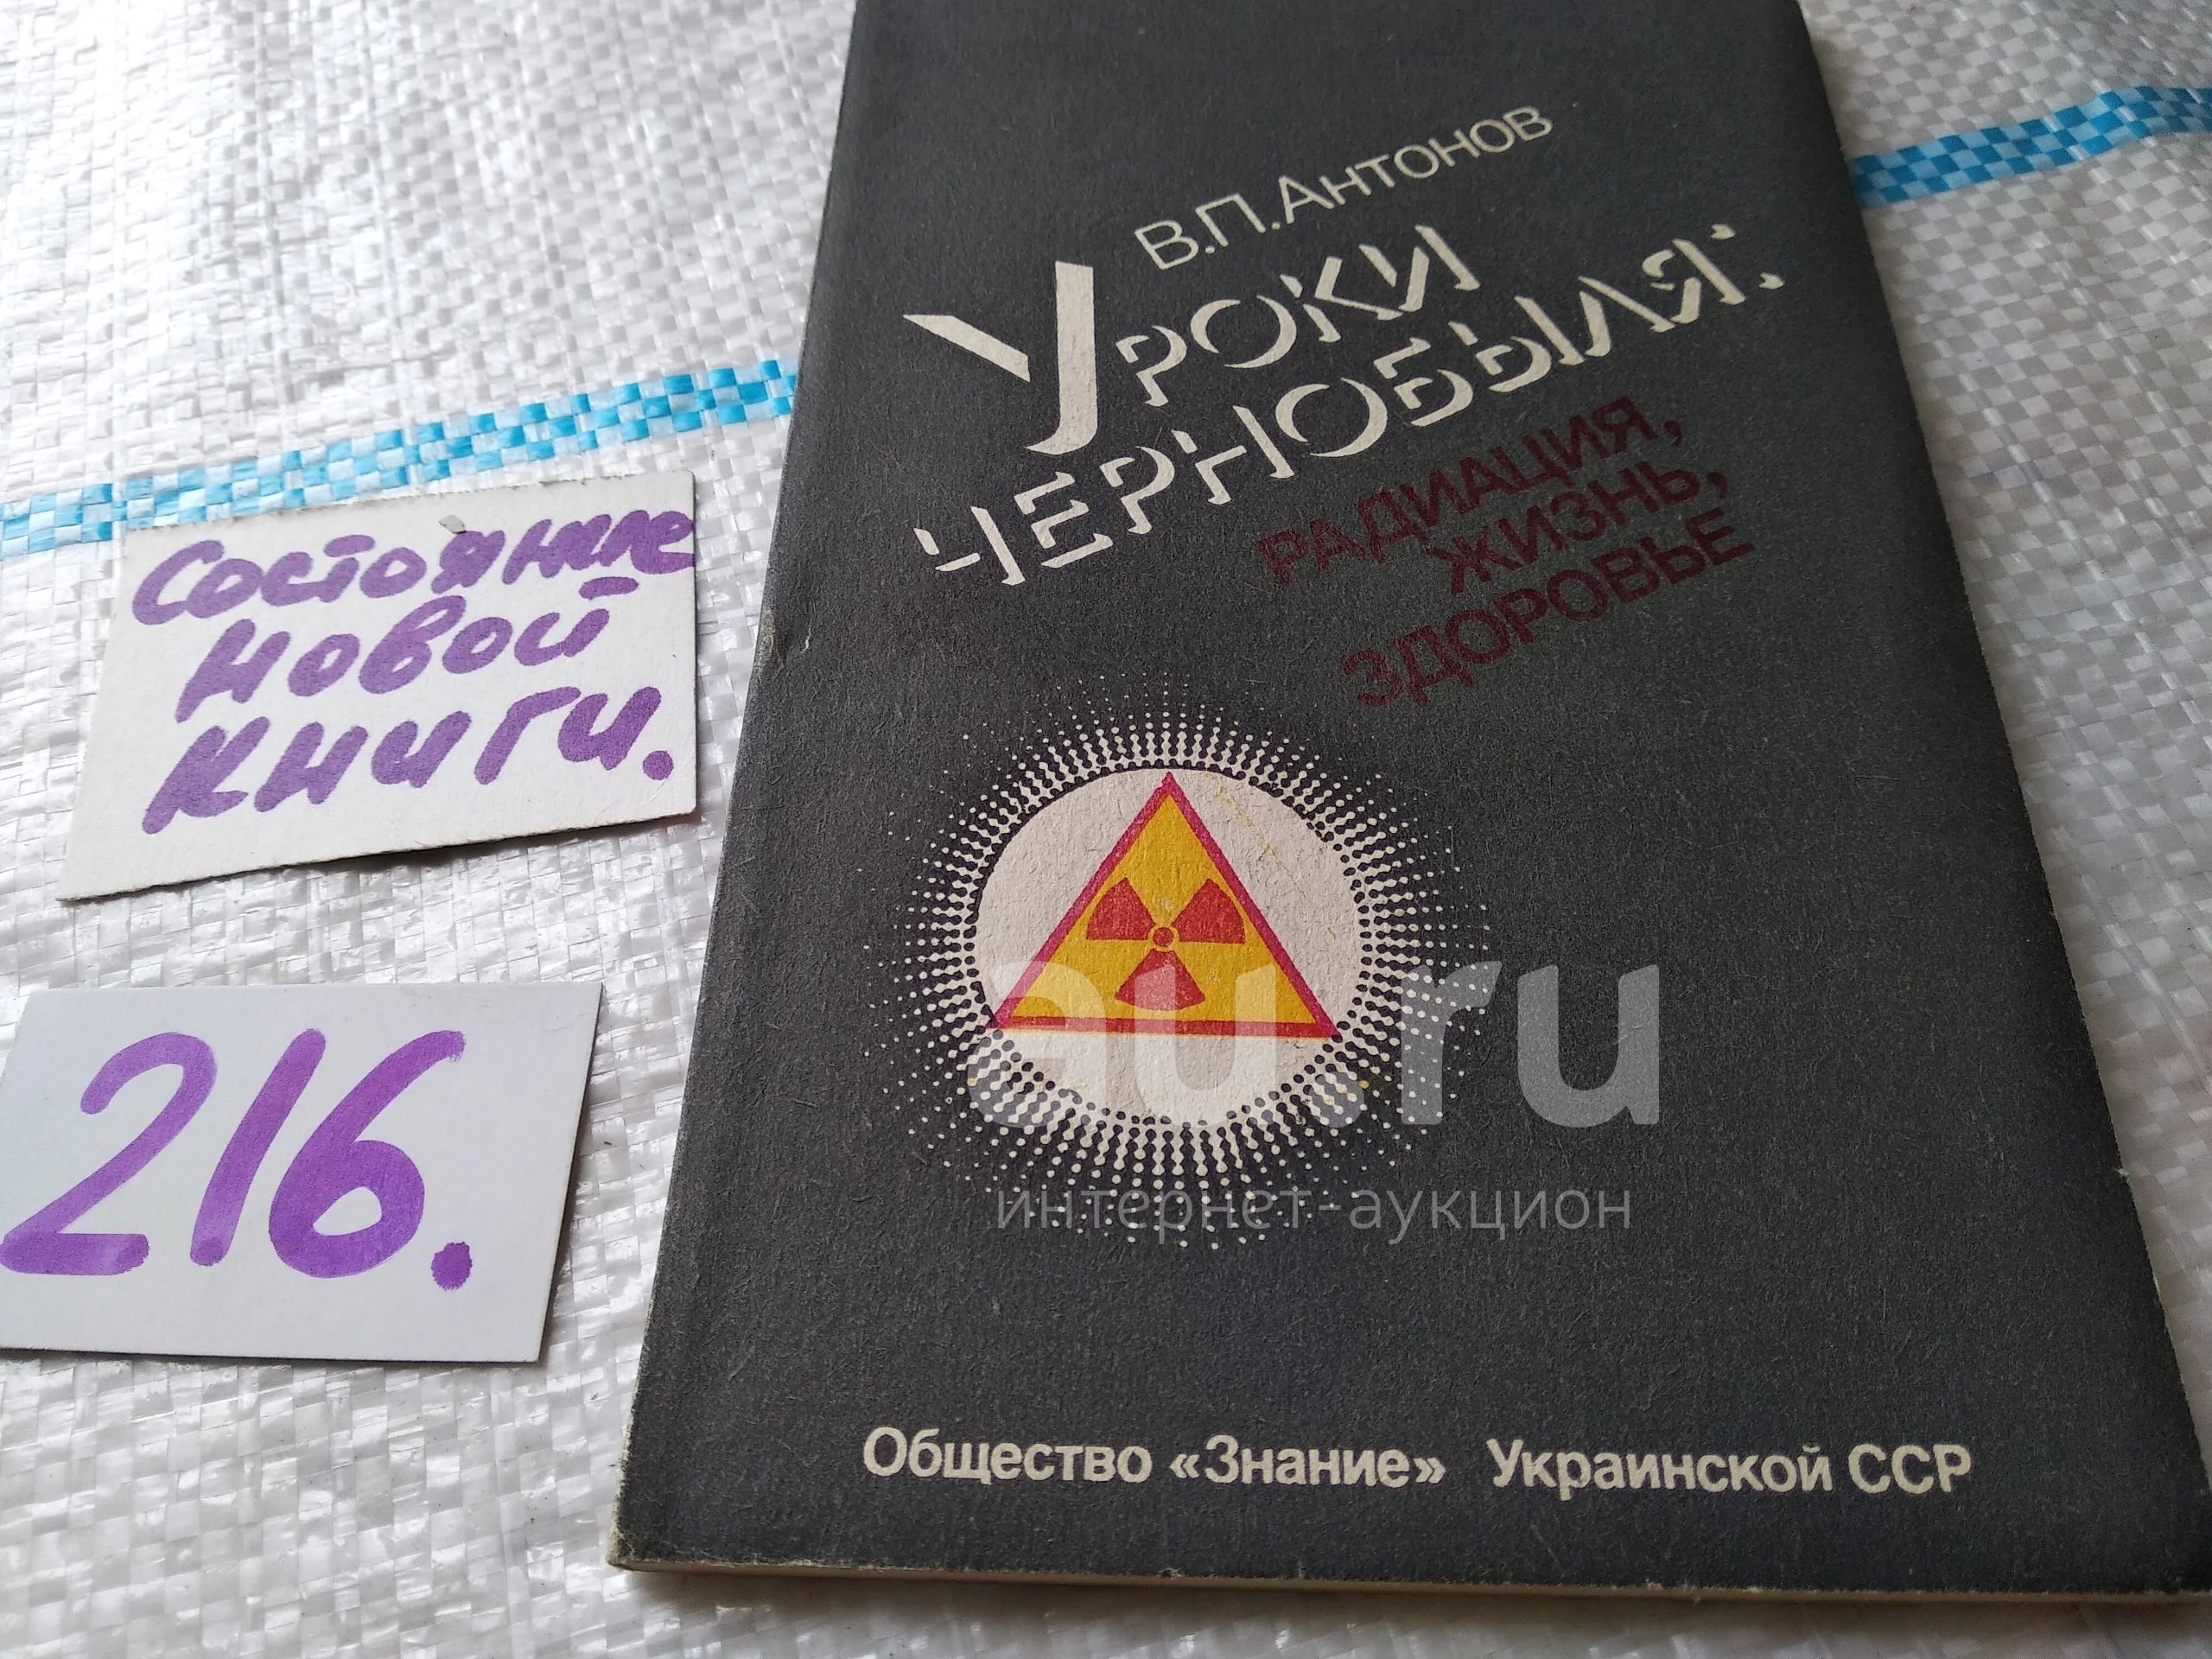 В.П.Антонов
Уроки
Чернобыля:
РАДИАЦИЯ,
ЖИЗНЬ,
ЗДОРОВЬЕ
Состояние
новой
книги.
216.
au.ru
интернет-аукцион
Общество «Знание» Украинской ССР